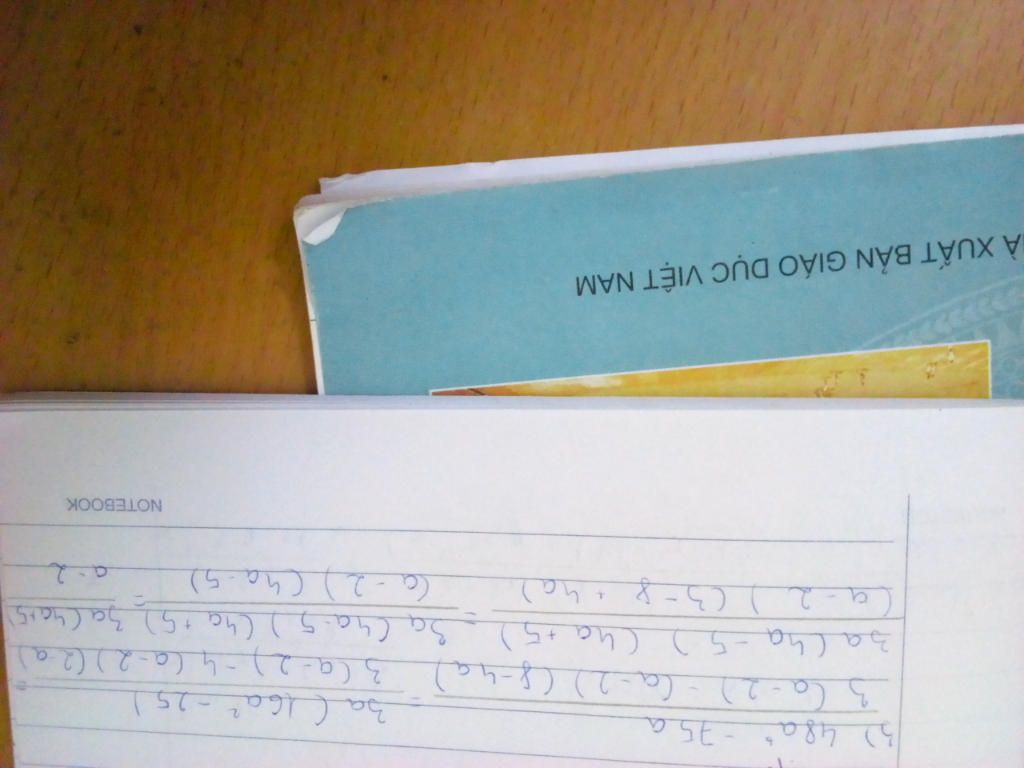 b) 48a³ - 75a = 3a(16a² - 25) =
3(a-2) - (a-2)(8-4a) 3(a-2) - 4(a-2)(2-a)
3a(4a-5)(4a+5) = 3a(4a-5)(4a+5) = 3a(4a+5)
(a-2)(3-8+4a) (a-2)(4a-5) a-2
NOTEBOOK
À XUẤT BẢN GIÁO DỤC VIỆT NAM